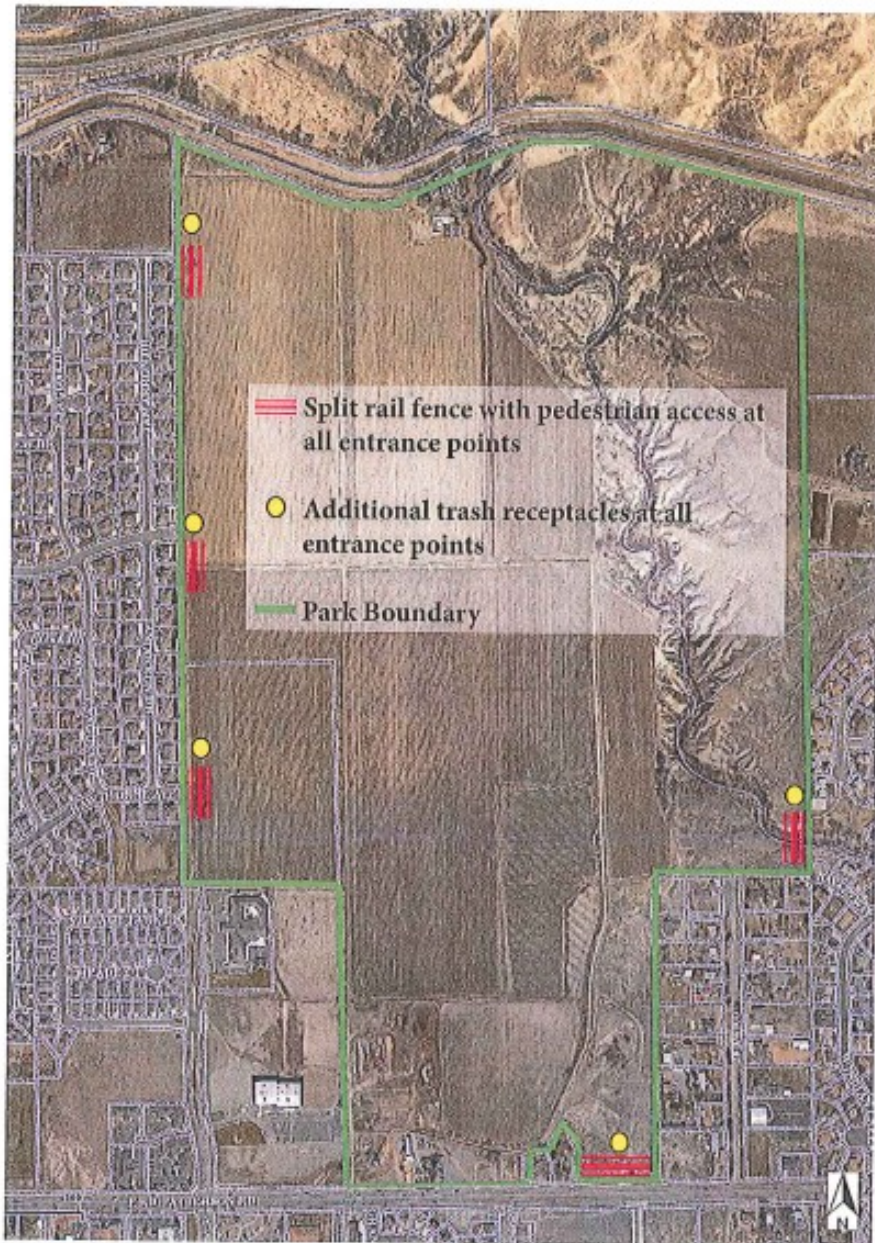 Split rail fence with pedestrian access at
all entrance points
Additional trash receptacles at all
entrance points
Park Boundary
N